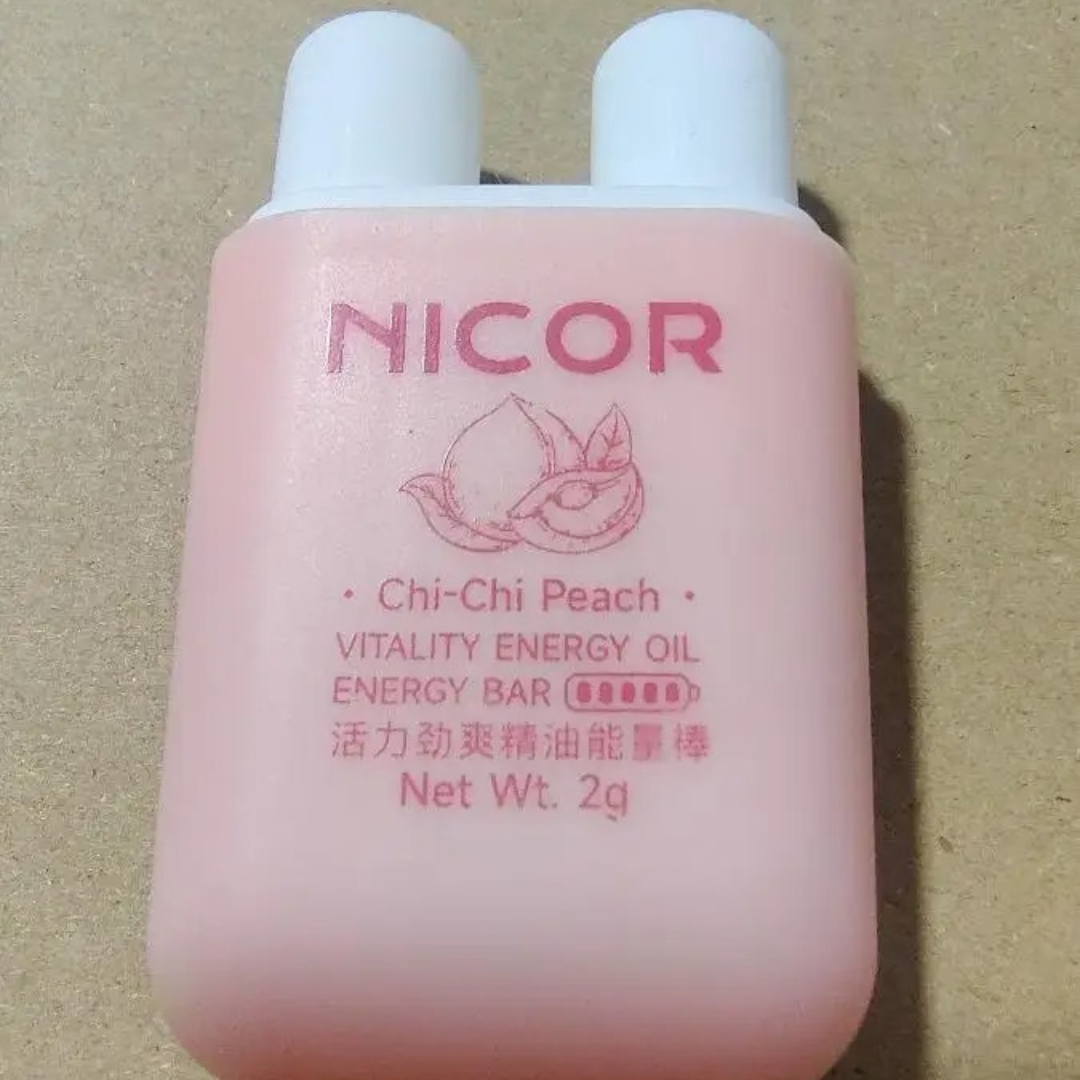 NICOR
· Chi-Chi Peach ·
VITALITY ENERGY OIL
ENERGY BAR
活力劲爽精油能量棒
Net Wt. 2g